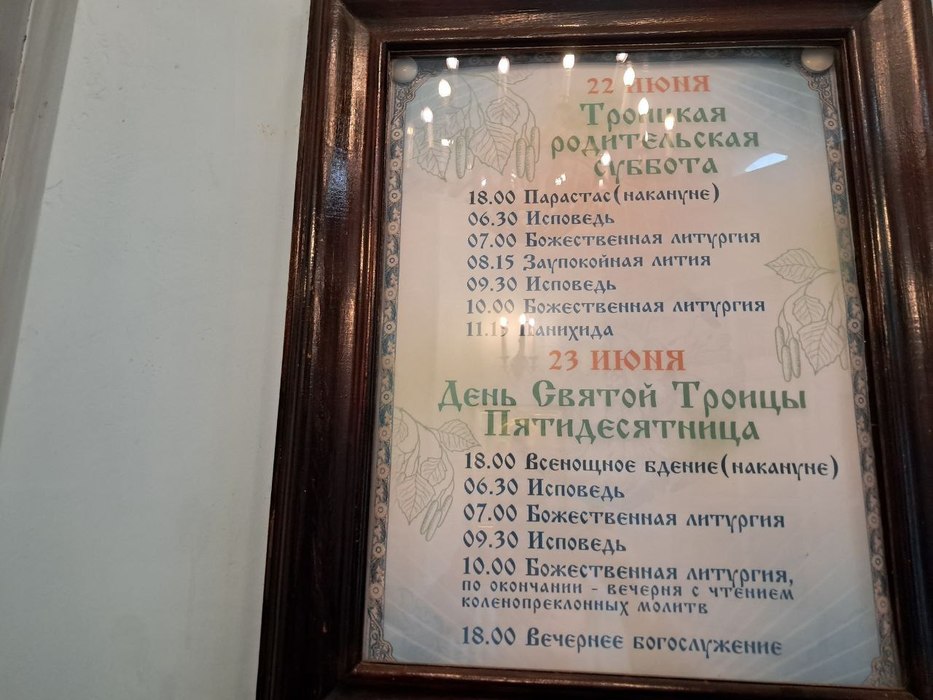 22 ИЮНЯ
Троицкая
родительская
суббота
18.00 Парастас(накануне)
06.30 Исповедь
07.00 Божественная литургия
08.15 Заупокойная лития
09.30 Исповедь
10.00 Божественная литургия
11.15 Панихида
23 ИЮНЯ
День Святой Троицы
Пятидесятница
18.00 Всенощное бдение(накануне)
06.30 Исповедь
07.00 Божественная литургия
09.30 Исповедь
10.00 Божественная литургия,
по окончании - вечерня с чтением
коленопреклонных молитв
18.00 Вечернее богослужение